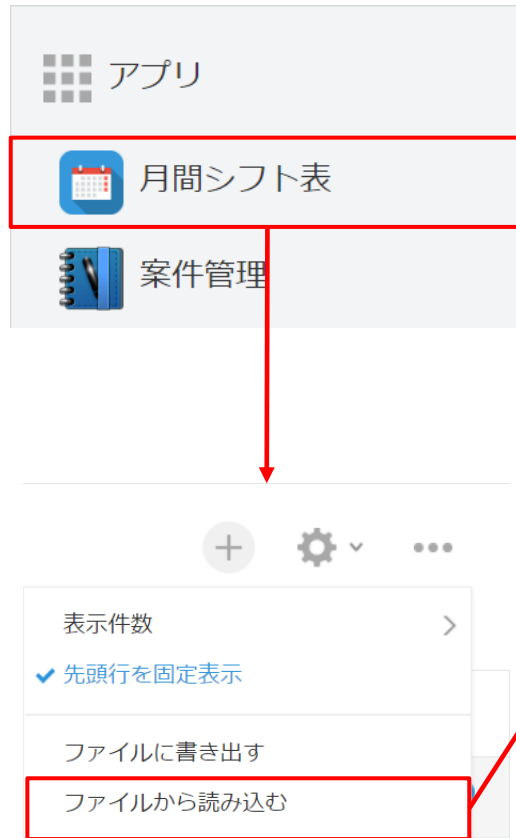 アプリ
月間シフト表
案件管理
表示件数
先頭行を固定表示
ファイルに書き出す
ファイルから読み込む